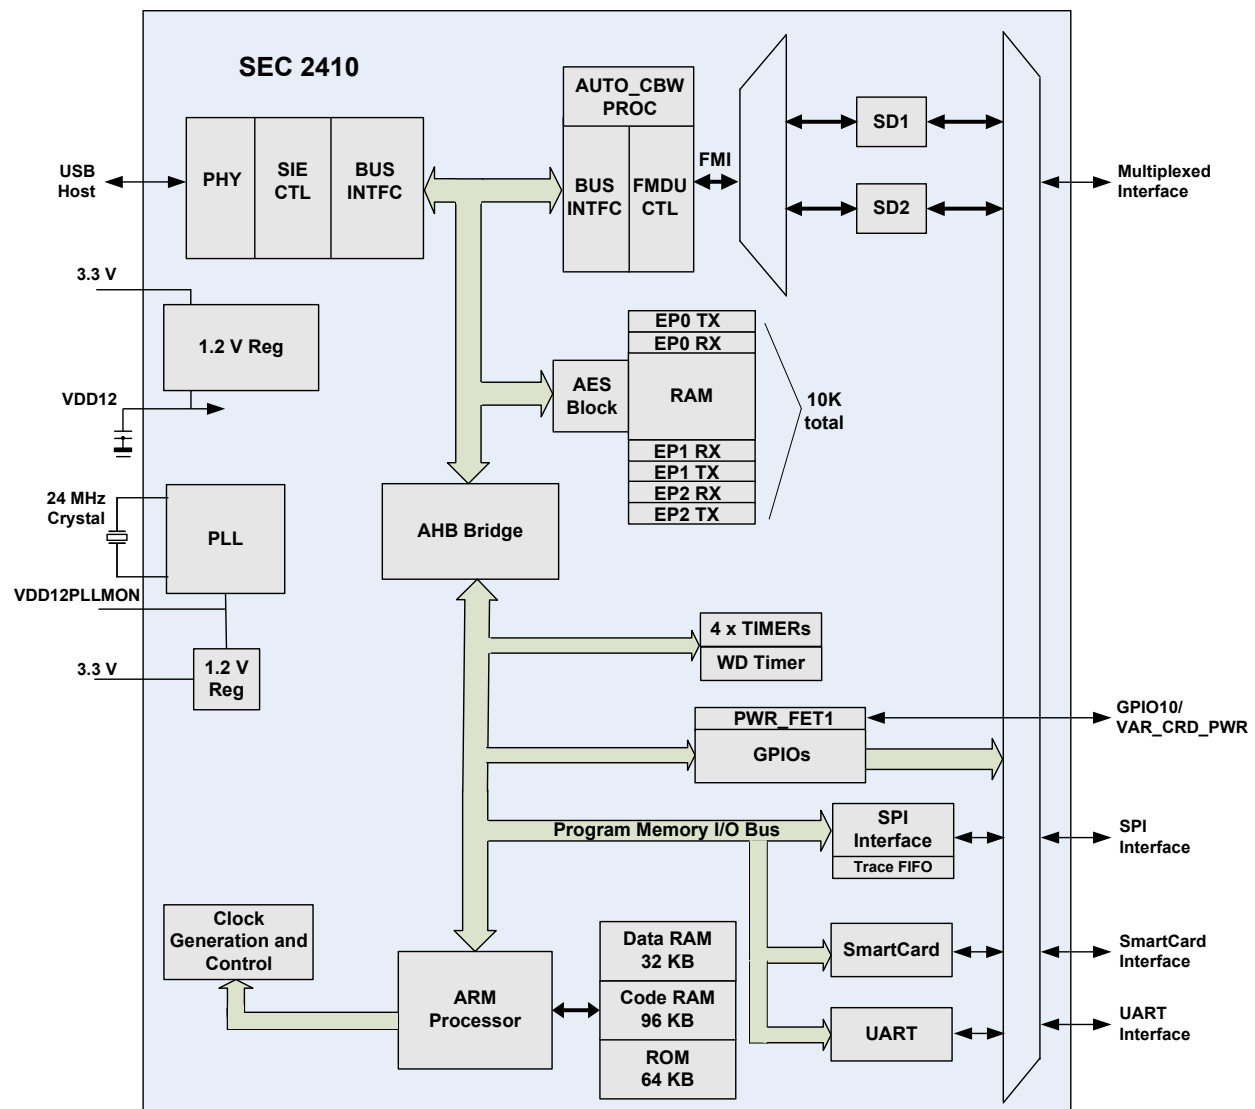 SEC 2410
USB
Host
PHY
SIE
CTL
BUS
INTFC
AUTO_CBW
PROC
BUS
INTFC
FMDU
CTL
FMI
SD1
SD2
Multiplexed
Interface
3.3 V
1.2 V Reg
VDD12
EP0 TX
EP0 RX
AES
Block
RAM
EP1 RX
EP1 TX
EP2 RX
EP2 TX
10K
total
24 MHz
Crystal
PLL
AHB Bridge
VDD12PLLMON
3.3 V
1.2 V
Reg
4 x TIMERs
WD Timer
PWR_FET1
GPIOs
GPIO10/
VAR_CRD_PWR
Program Memory I/O Bus
SPI
Interface
Trace FIFO
SPI
Interface
Clock
Generation and
Control
ARM
Processor
Data RAM
32 KB
Code RAM
96 KB
ROM
64 KB
SmartCard
SmartCard
Interface
UART
UART
Interface